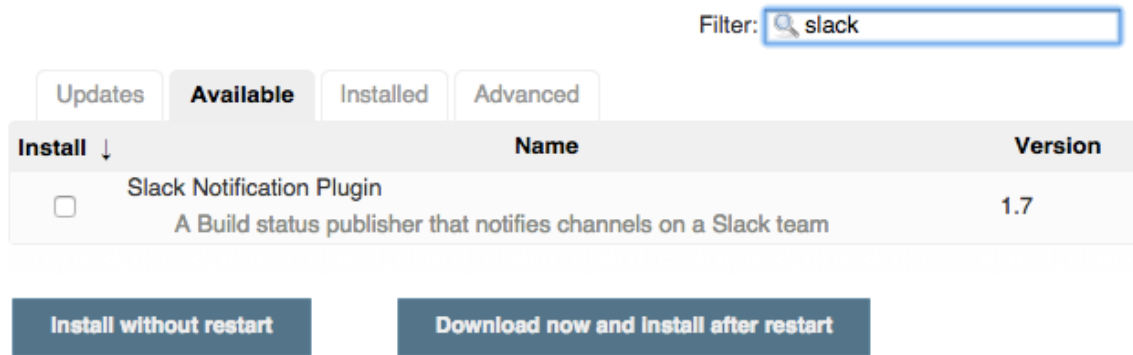 Filter: slack
Updates Available Installed Advanced
Install ↓ Name Version
Slack Notification Plugin
A Build status publisher that notifies channels on a Slack team
1.7
Install without restart Download now and install after restart